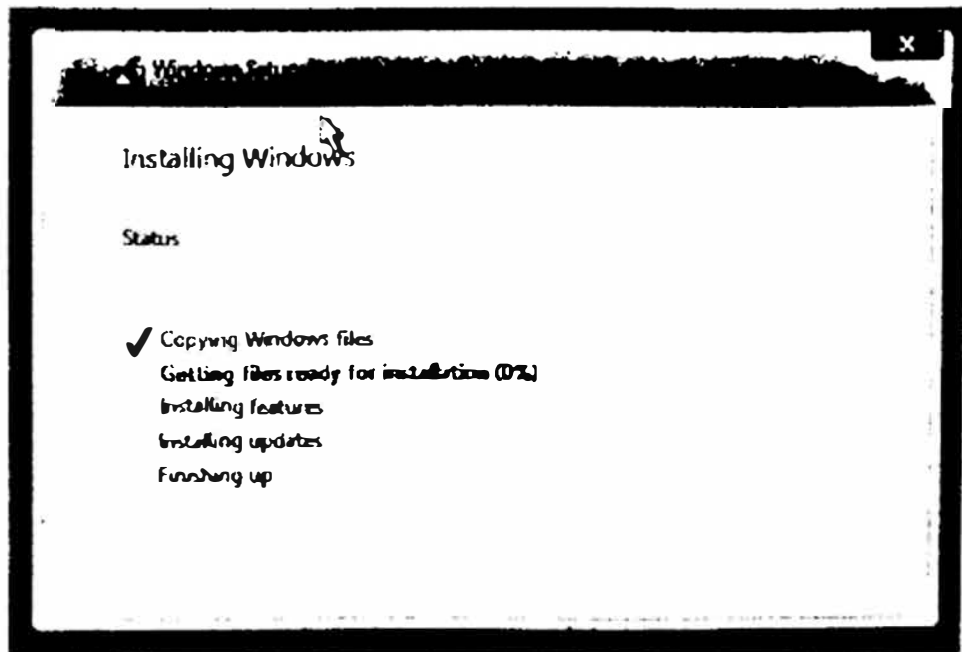 Windows Setup
Installing Windows
Status
Copying Windows files
Getting files ready for installation (0%)
Installing features
Installing updates
Finishing up